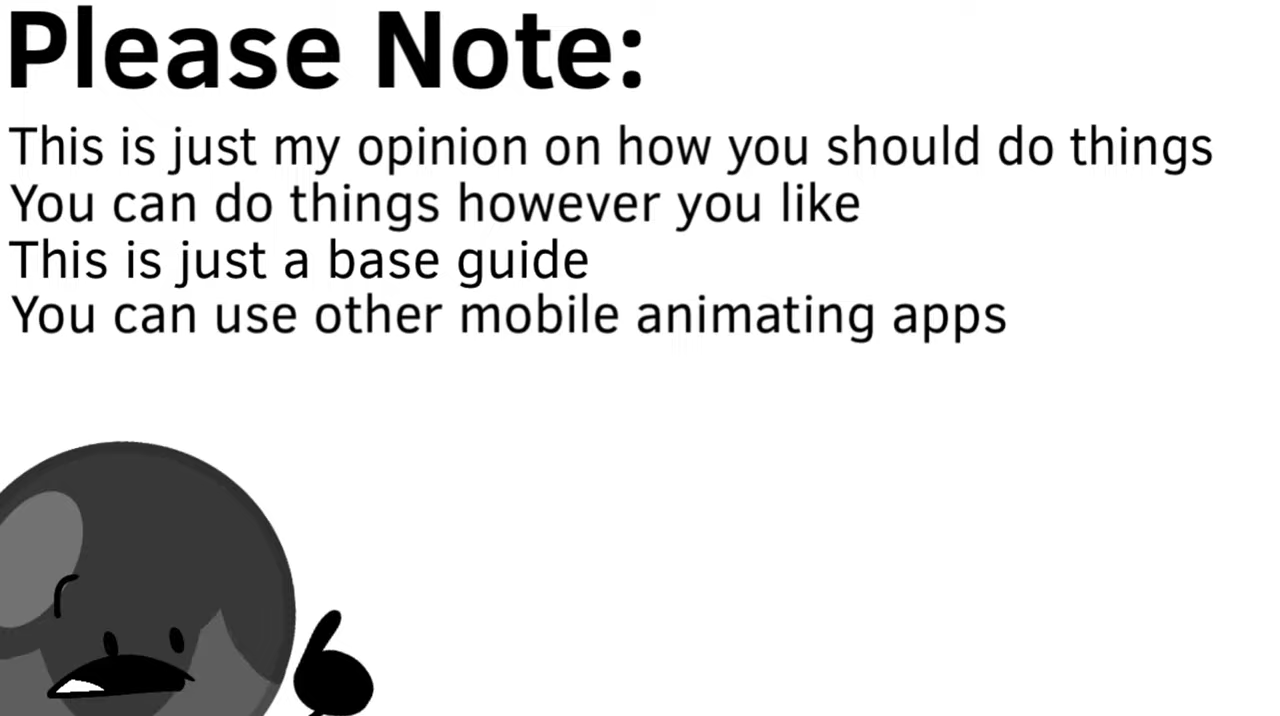 Please Note:
This is just my opinion on how you should do things
You can do things however you like
This is just a base guide
You can use other mobile animating apps